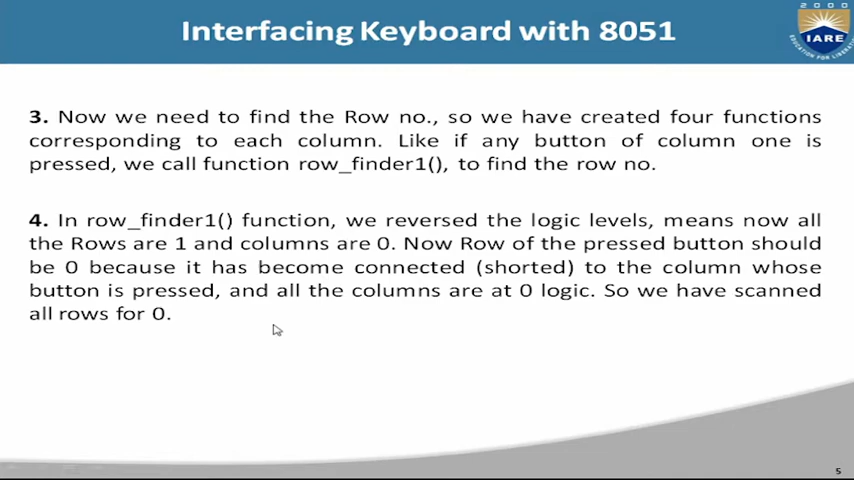 Interfacing Keyboard with 8051
2000
IARE
EDUCATION FOR LIBERATION
3. Now we need to find the Row no., so we have created four functions
corresponding to each column. Like if any button of column one is
pressed, we call function row_finder1(), to find the row no.
4. In row_finder1() function, we reversed the logic levels, means now all
the Rows are 1 and columns are 0. Now Row of the pressed button should
be 0 because it has become connected (shorted) to the column whose
button is pressed, and all the columns are at 0 logic. So we have scanned
all rows for 0.
5